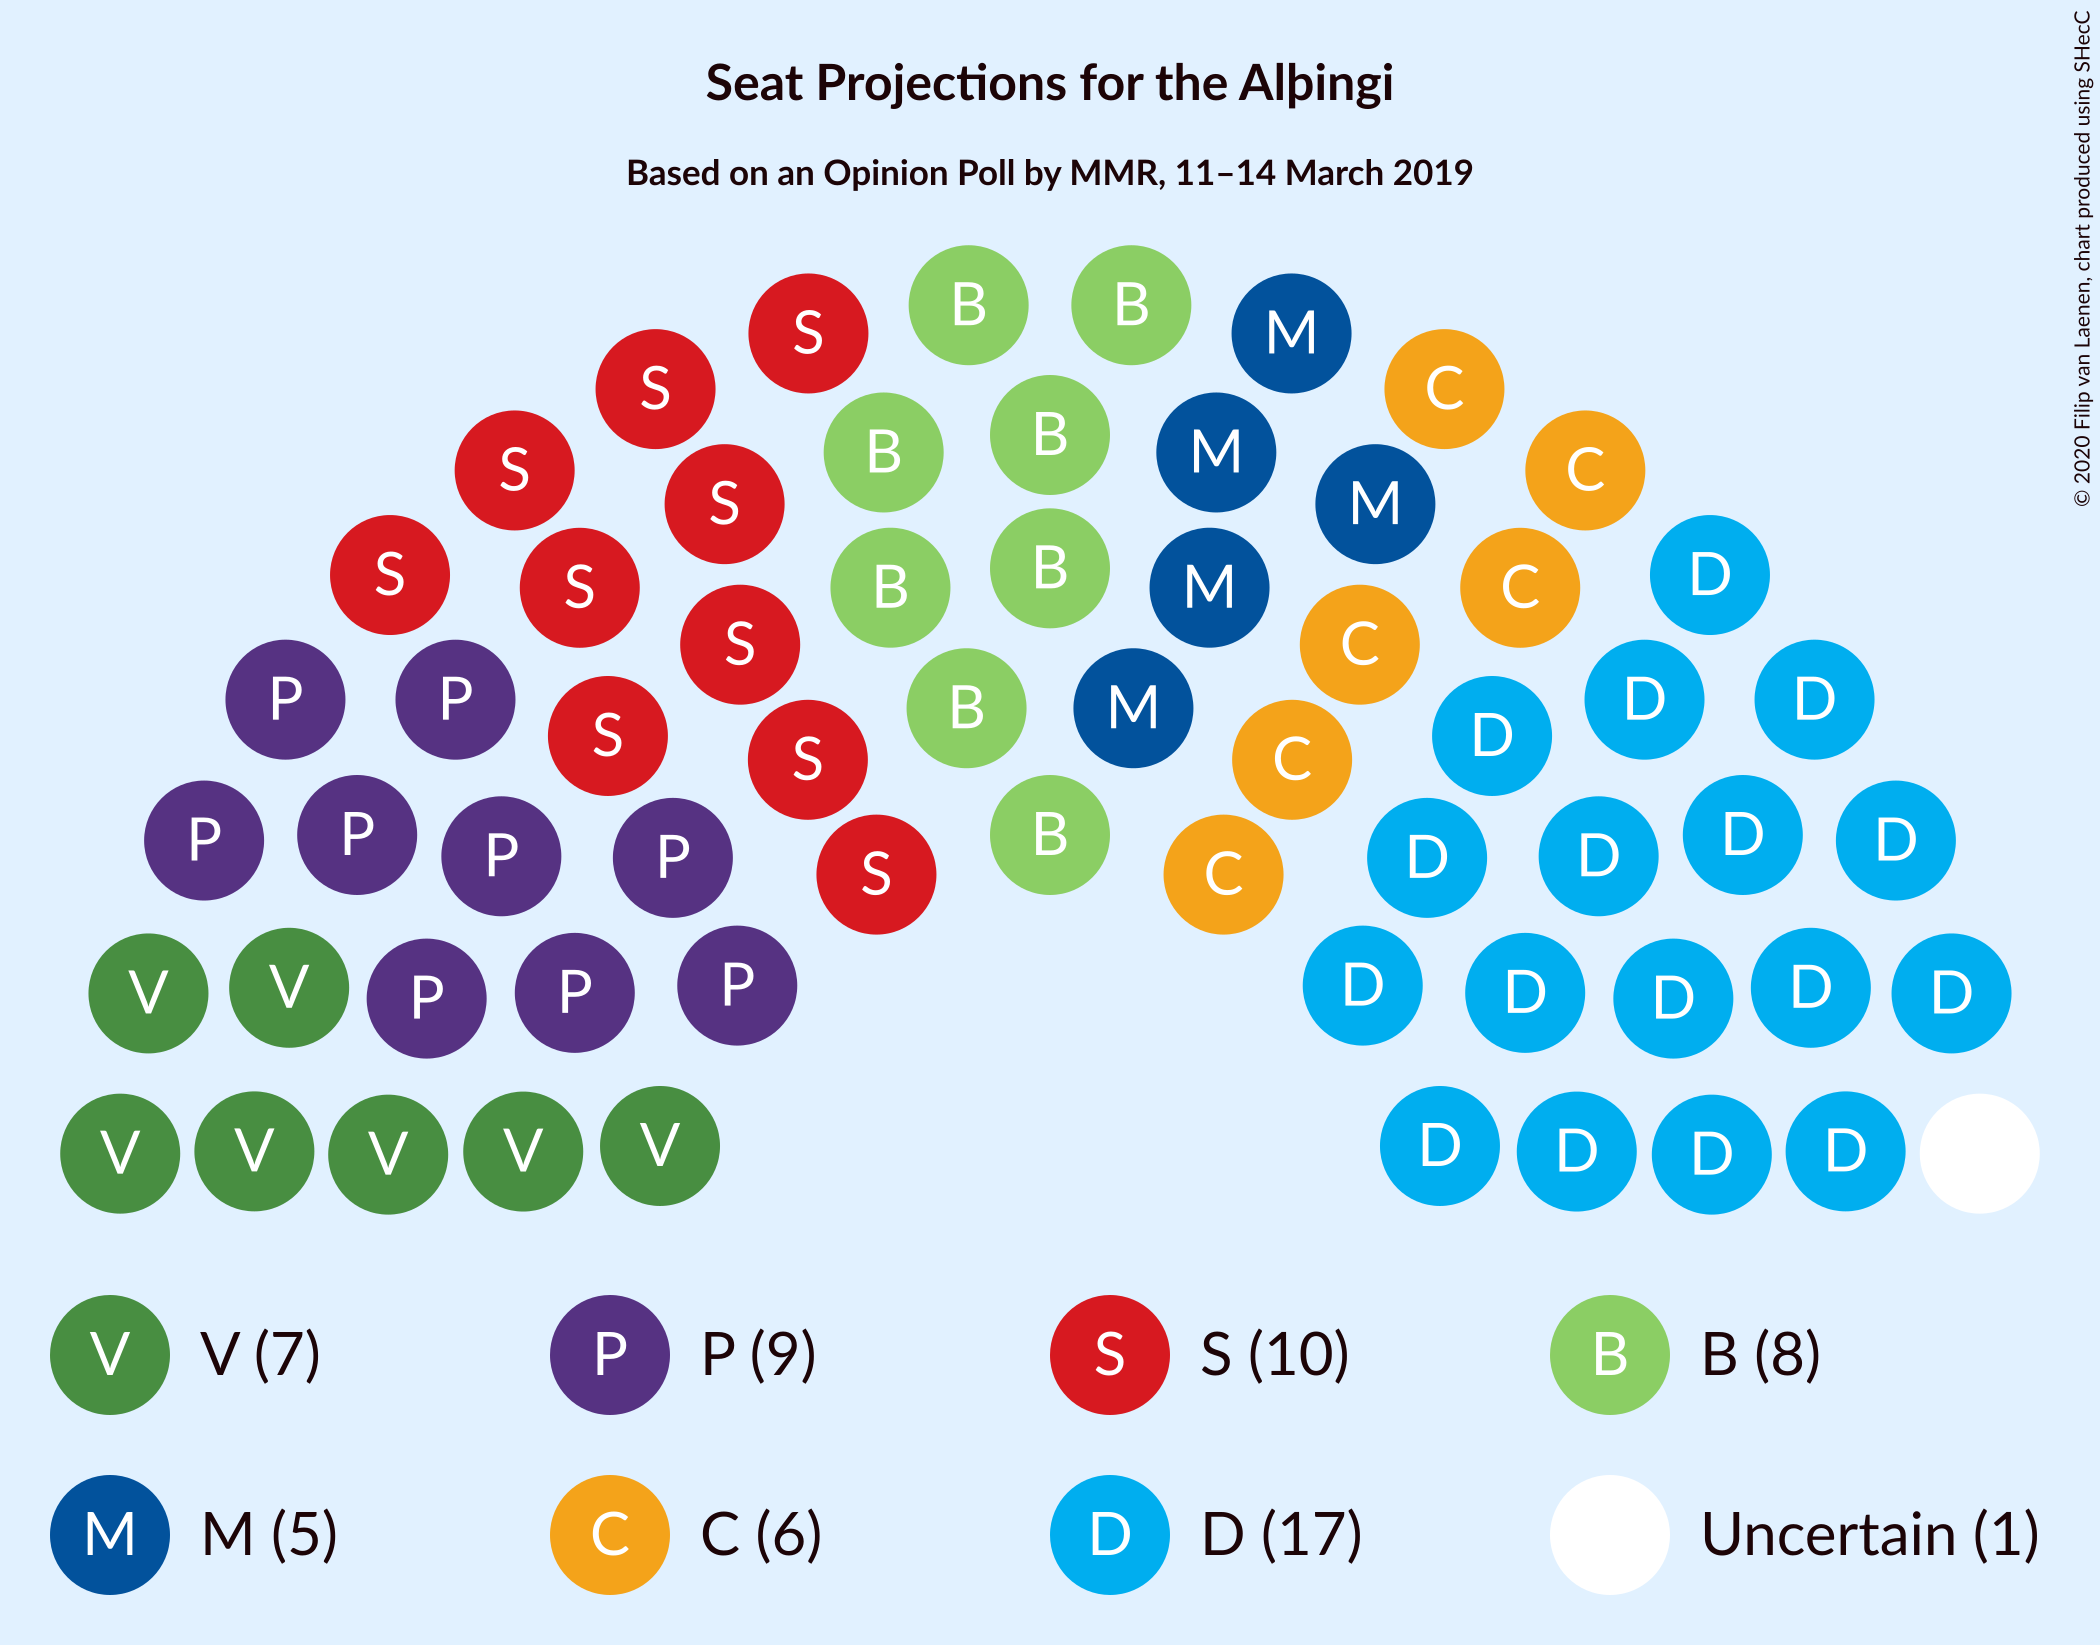 Seat Projections for the Alþingi
Based on an Opinion Poll by MMR, 11–14 March 2019
© 2020 Filip van Laenen, chart produced using SHecC
B B
S M
S C
B
S B M C
S M
S B D
S B M C
S C
P P B M D D
S D
S C
P P B D D
P P D D
S C
P D
V V P P D D D D
P D
V V V V V D D D D
V V (7) P P (9) S S (10) B B (8)
M M (5) C C (6) D D (17) Uncertain (1)